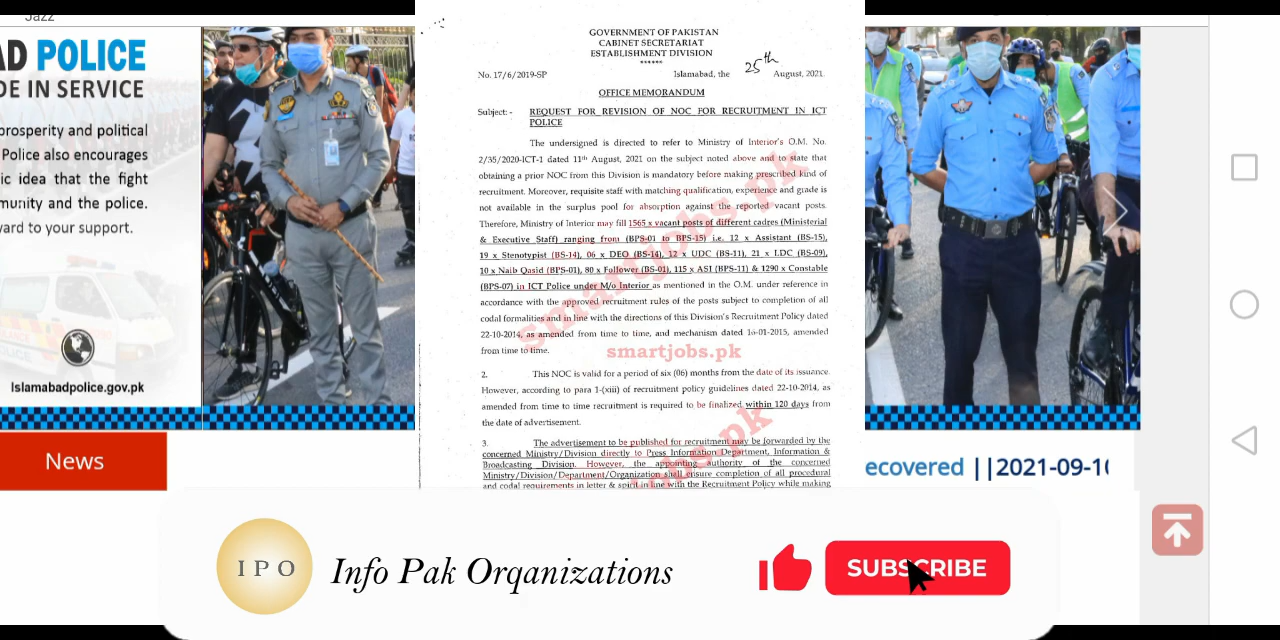 Jazz
AD POLICE
DE IN SERVICE
prosperity and political
Police also encourages
ic idea that the fight
munity and the police.
ward to your support.
Islamabadpolice.gov.pk
News
GOVERNMENT OF PAKISTAN
CABINET SECRETARIAT
ESTABLISHMENT DIVISION
******
No. 17/6/2019-SP
Islamabad, the 25th August, 2021.
OFFICE MEMORANDUM
Subject: - REQUEST FOR REVISION OF NOC FOR RECRUITMENT IN ICT
POLICE
The undersigned is directed to refer to Ministry of Interior's O.M. No.
2/35/2020-ICT-1 dated 11th August, 2021 on the subject noted above and to state that
obtaining a prior NOC from this Division is mandatory before making prescribed kind of
recruitment. Moreover, requisite staff with matching qualification, experience and grade is
not available in the surplus pool for absorption against the reported vacant posts.
Therefore, Ministry of Interior may fill 1565 x vacant posts of different cadres (Ministerial
& Executive Staff) ranging from (BPS-01 to BPS-15) i.e. 12 x Assistant (BS-15),
19 x Stenotypist (BS-14), 06 x DEO (BS-14), 12 x UDC (BS-11), 21 x LDC (BS-09),
10 x Naib Qasid (BPS-01), 80 x Follower (BS-01), 115 x ASI (BPS-11) & 1290 x Constable
(BPS-07) in ICT Police under M/o Interior as mentioned in the O.M. under reference in
accordance with the approved recruitment rules of the posts subject to completion of all
codal formalities and in line with the directions of this Division's Recruitment Policy dated
22-10-2014, as amended from time to time, and mechanism dated 16-01-2015, amended
from time to time.
smartjobs.pk
smartjobs.pk
2. This NOC is valid for a period of six (06) months from the date of its issuance.
However, according to para 1-(xiii) of recruitment policy guidelines dated 22-10-2014, as
amended from time to time recruitment is required to be finalized within 120 days from
the date of advertisement.
jobs.pk
3. The advertisement to be published for recruitment may be forwarded by the
concerned Ministry/Division directly to Press Information Department, Information &
Broadcasting Division. However, the appointing authority of the concerned
Ministry/Division/Department/Organization shall ensure completion of all procedural
and codal requirements in letter & spirit in line with the Recruitment Policy while making
ecovered ||2021-09-10
IPO
Info Pak Orqanizations
SUBSCRIBE